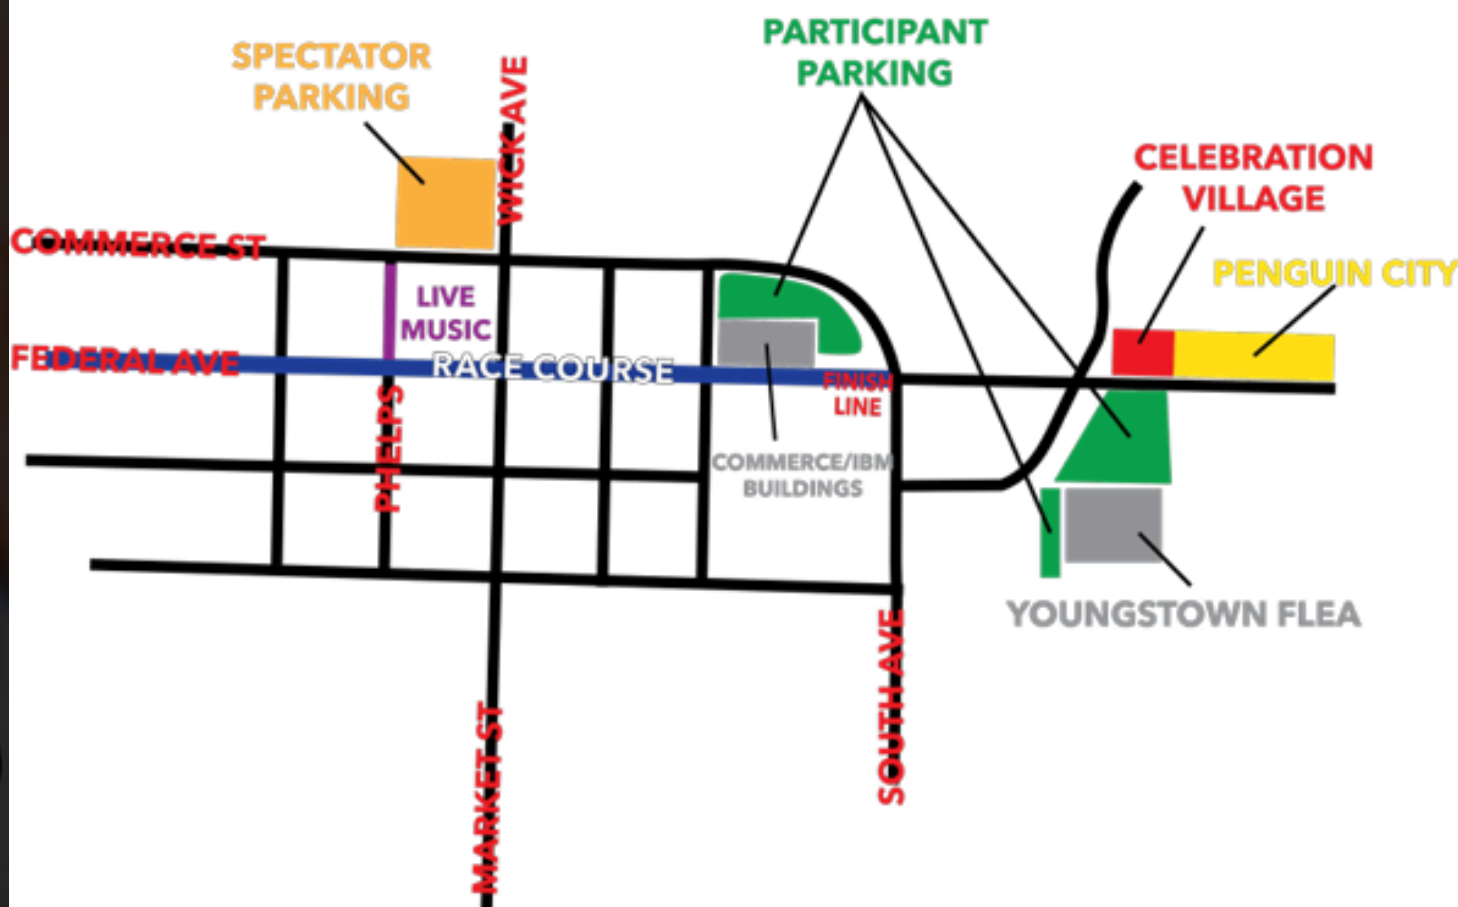 SPECTATOR
PARKING
WICK AVE
PARTICIPANT
PARKING
CELEBRATION
VILLAGE
PENGUIN CITY
COMMERCE ST
LIVE
MUSIC
FEDERAL AVE
RACE COURSE
FINISH
LINE
PHELPS
COMMERCE/IBM
BUILDINGS
YOUNGSTOWN FLEA
SOUTH AVE
MARKET ST